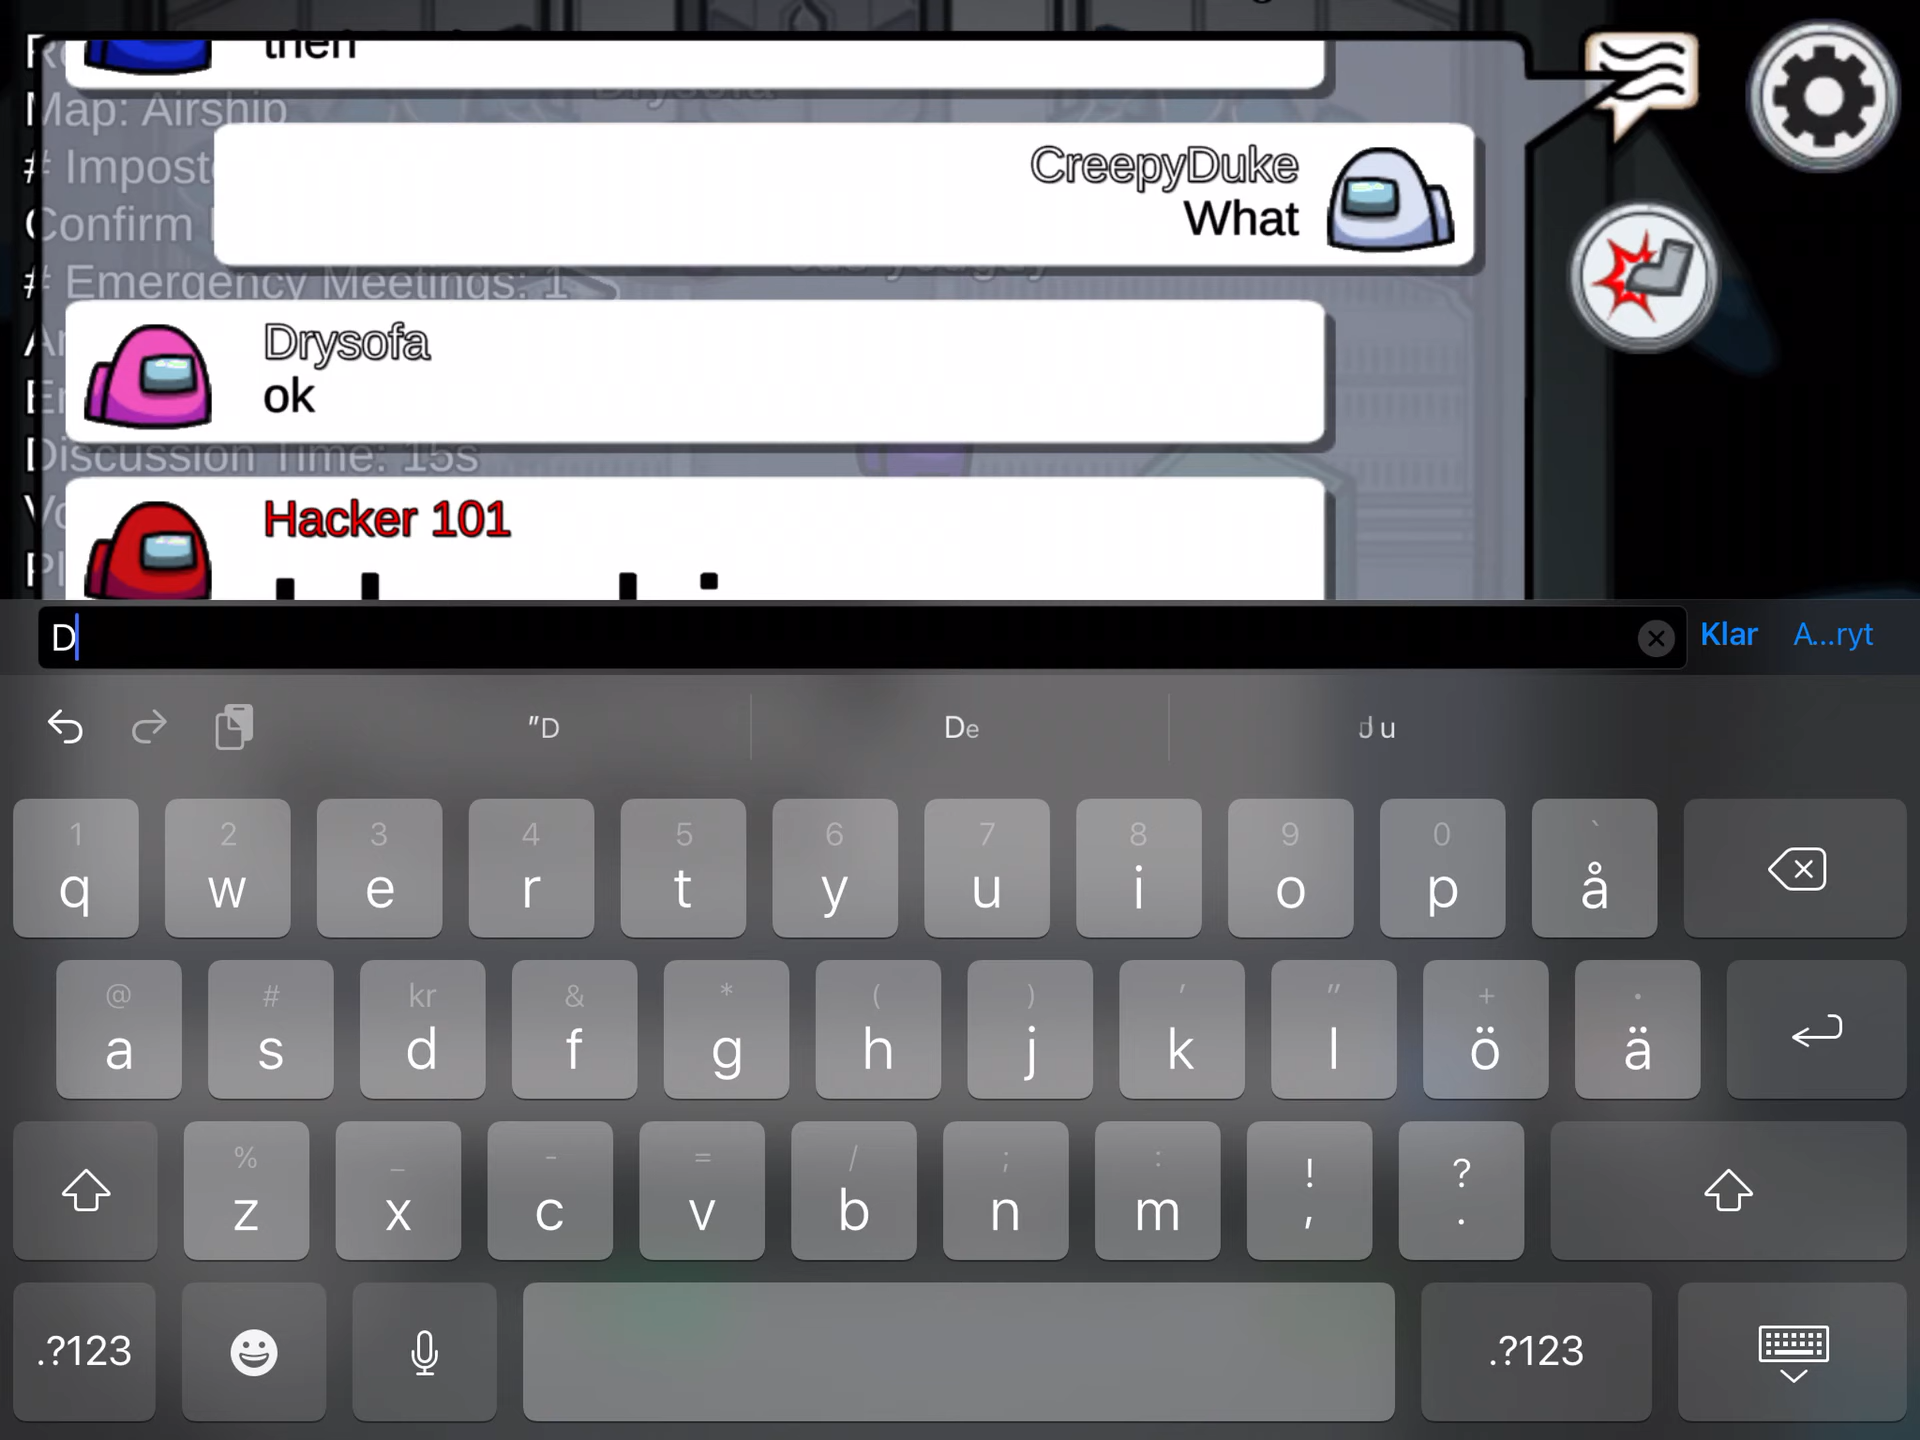 then
Map: Airship
# Impost
CreepyDuke
What
Confirm
# Emergency Meetings: 1
Drysofa
ok
Discussion Time: 15s
Hacker 101
D
Klar A...ryt
"D De du
1 2 3 4 5 6 7 8 9 0 `
q w e r t y u i o p å
@ # kr & * ( ) ' " + •
a s d f g h j k l ö ä
% _ - = / ; : ! ?
z x c v b n m , .
.?123 .?123